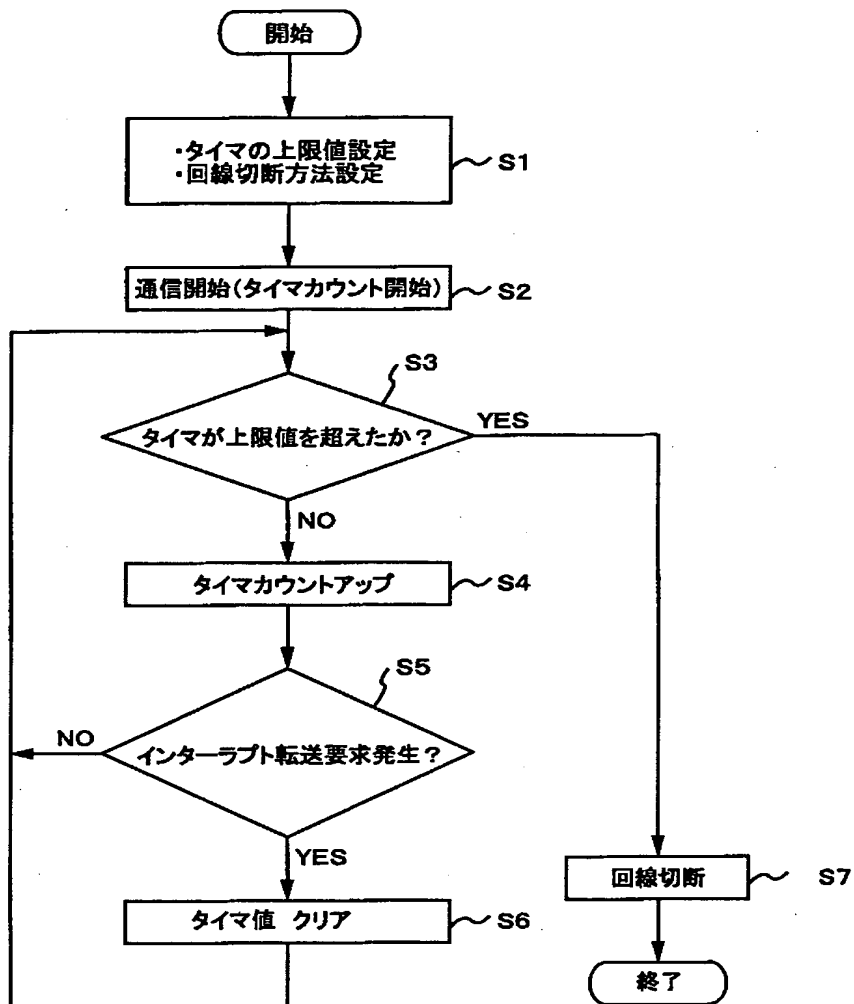 開始
・タイマの上限値設定
・回線切断方法設定
S1
通信開始(タイマカウント開始)
S2
S3
タイマが上限値を超えたか?
YES
NO
タイマカウントアップ
S4
S5
NO
インターラプト転送要求発生?
YES
回線切断
S7
タイマ値 クリア
S6
終了